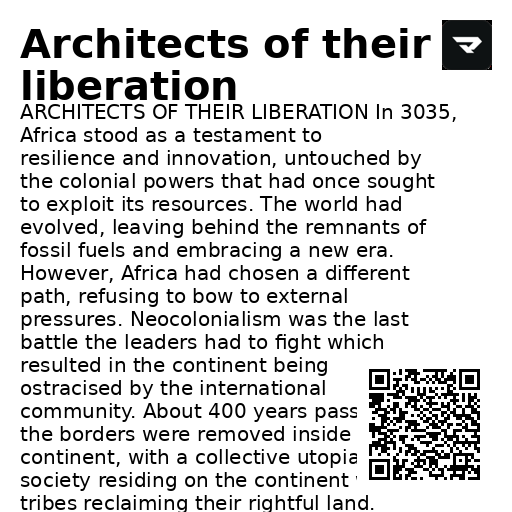 Architects of their
liberation
ARCHITECTS OF THEIR LIBERATION In 3035,
Africa stood as a testament to
resilience and innovation, untouched by
the colonial powers that had once sought
to exploit its resources. The world had
evolved, leaving behind the remnants of
fossil fuels and embracing a new era.
However, Africa had chosen a different
path, refusing to bow to external
pressures. Neocolonialism was the last
battle the leaders had to fight which
resulted in the continent being
ostracised by the international
community. About 400 years pass
the borders were removed inside
continent, with a collective utopia
society residing on the continent
tribes reclaiming their rightful land.